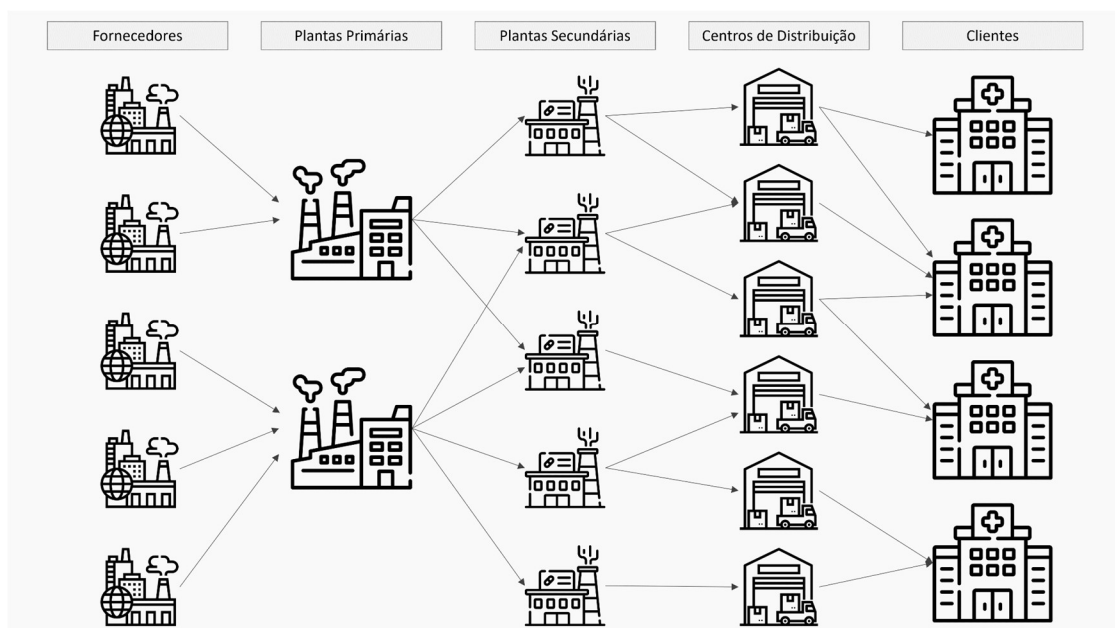 Fornecedores
Plantas Primárias
Plantas Secundárias
Centros de Distribuição
Clientes